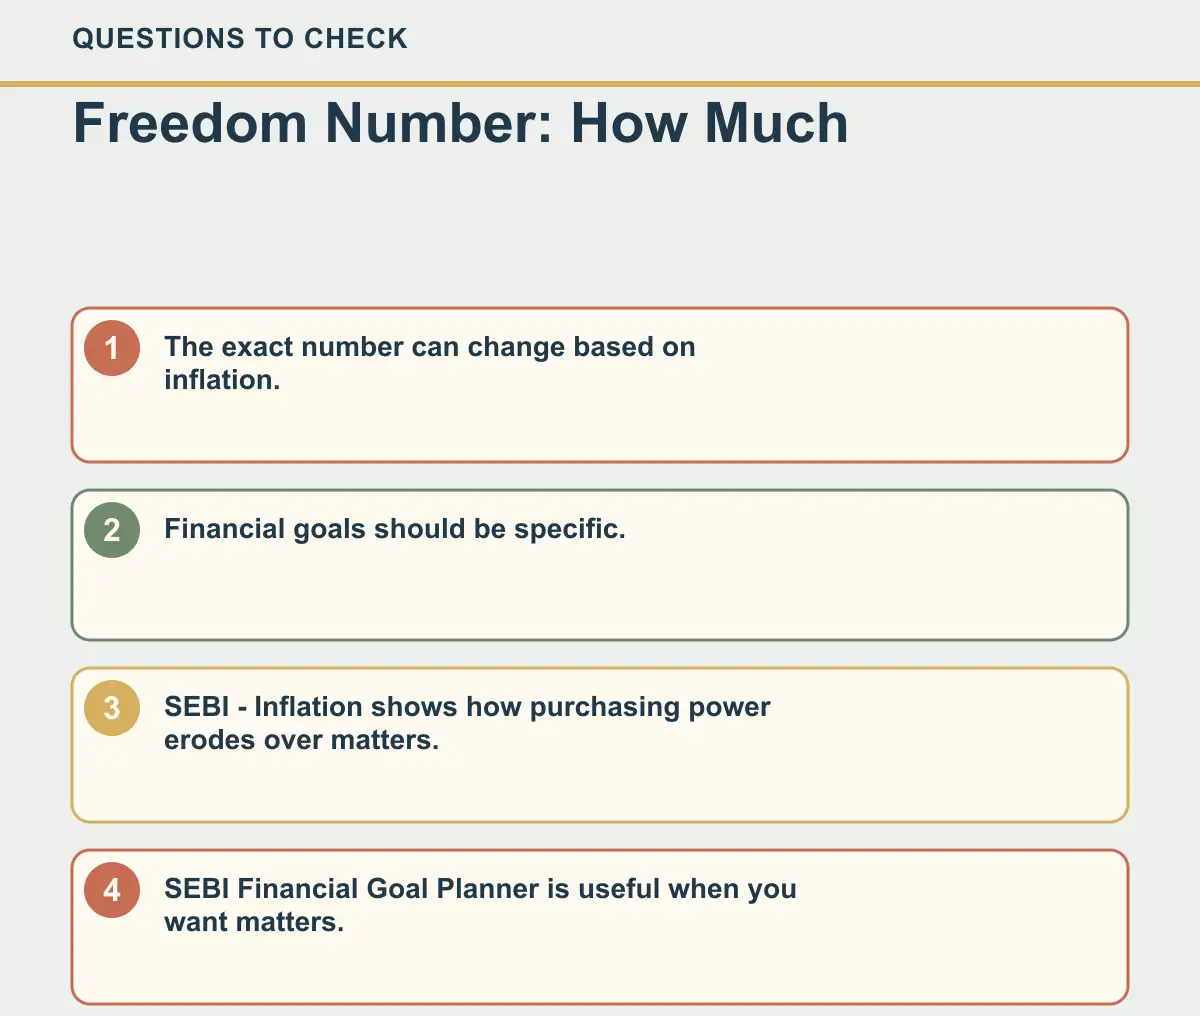 QUESTIONS TO CHECK
Freedom Number: How Much
1
The exact number can change based on
inflation.
2
Financial goals should be specific.
3
SEBI - Inflation shows how purchasing power
erodes over matters.
4
SEBI Financial Goal Planner is useful when you
want matters.